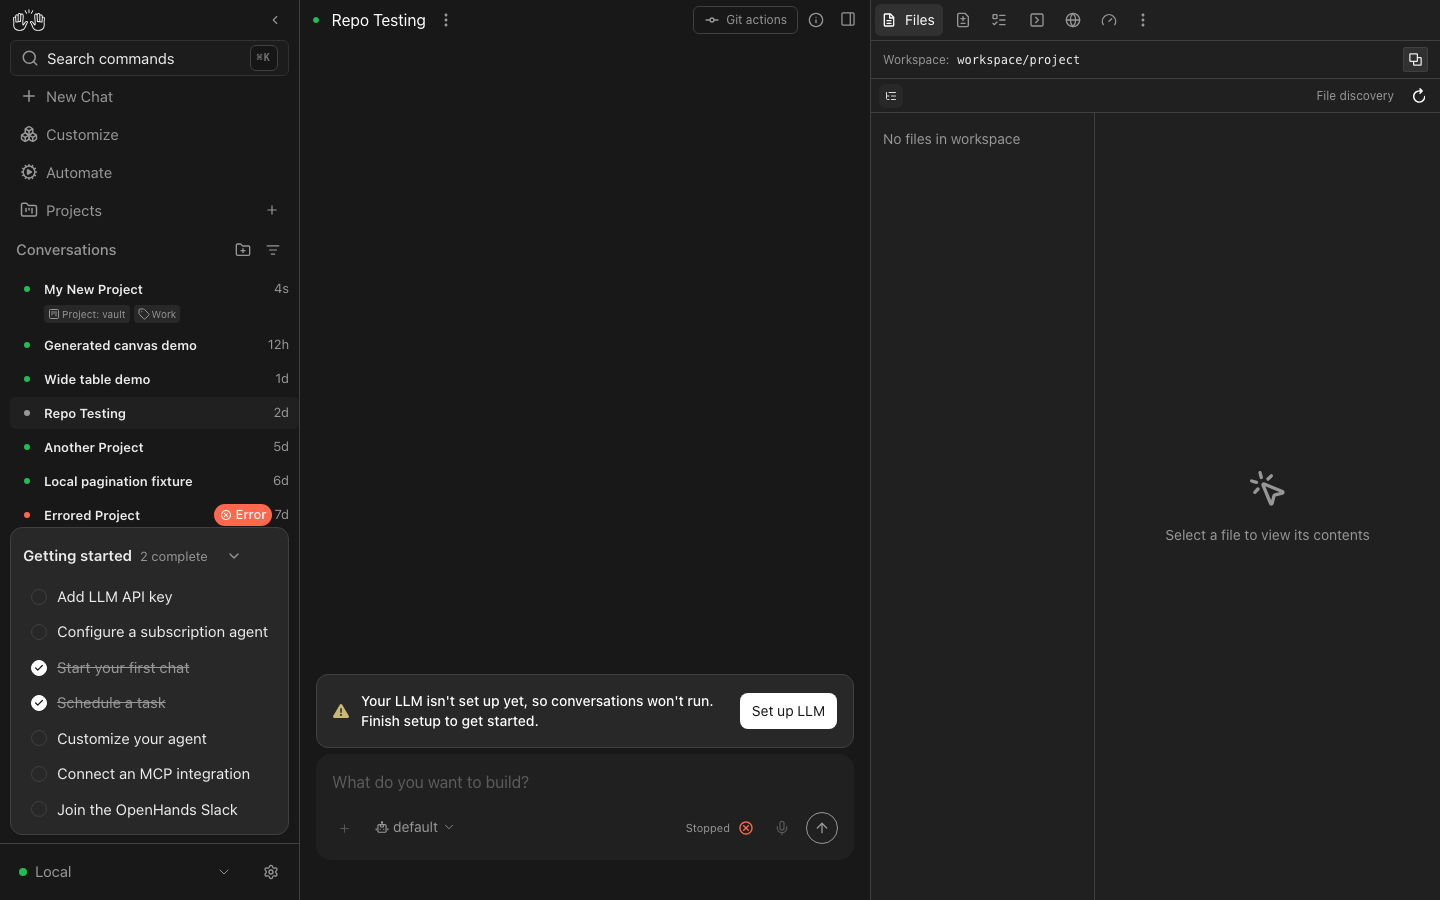 Search commands
⌘K
New Chat
Customize
Automate
Projects
Conversations
My New Project
4s
Project: vault
Work
Generated canvas demo
12h
Wide table demo
1d
Repo Testing
2d
Another Project
5d
Local pagination fixture
6d
Errored Project
Error
7d
Getting started
2 complete
Add LLM API key
Configure a subscription agent
Start your first chat
Schedule a task
Customize your agent
Connect an MCP integration
Join the OpenHands Slack
Local
Repo Testing
Git actions
Your LLM isn't set up yet, so conversations won't run.
Finish setup to get started.
Set up LLM
What do you want to build?
default
Stopped
Files
Workspace: workspace/project
File discovery
No files in workspace
Select a file to view its contents